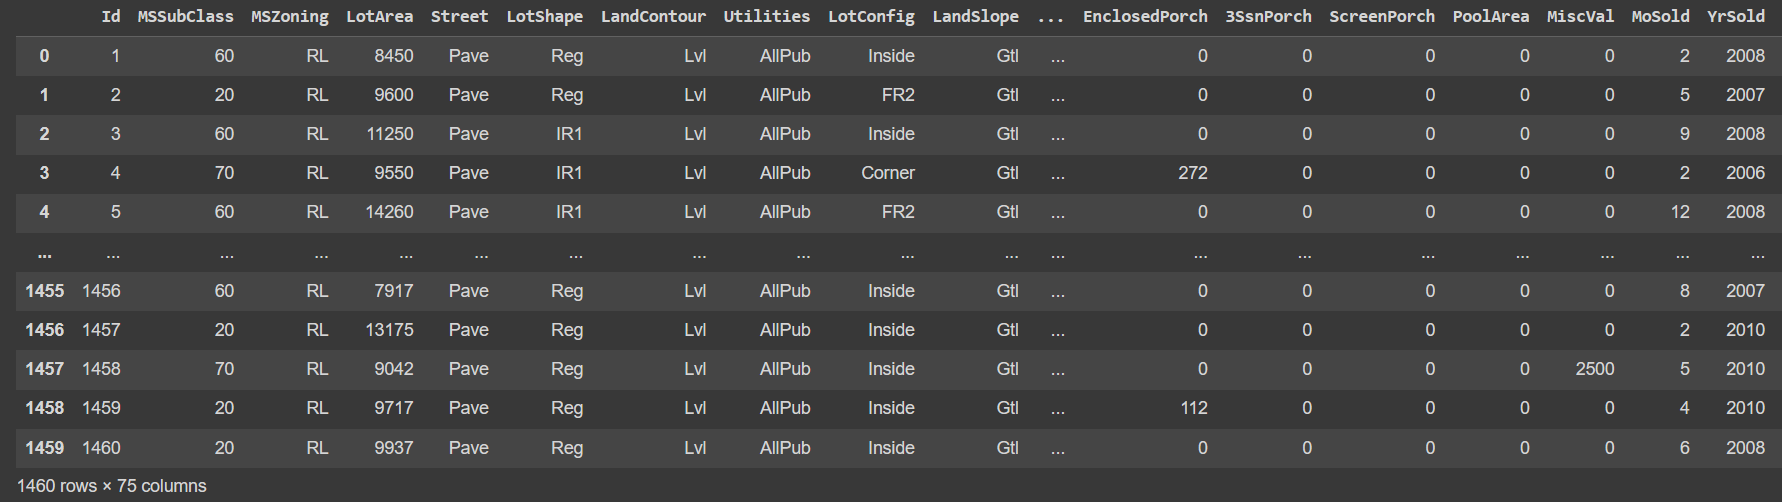 Id MSSubClass MSZoning LotArea Street LotShape LandContour Utilities LotConfig LandSlope ... EnclosedPorch 3SsnPorch ScreenPorch PoolArea MiscVal MoSold YrSold
0 1 60 RL 8450 Pave Reg Lvl AllPub Inside Gtl ... 0 0 0 0 0 2 2008
1 2 20 RL 9600 Pave Reg Lvl AllPub FR2 Gtl ... 0 0 0 0 0 5 2007
2 3 60 RL 11250 Pave IR1 Lvl AllPub Inside Gtl ... 0 0 0 0 0 9 2008
3 4 70 RL 9550 Pave IR1 Lvl AllPub Corner Gtl ... 272 0 0 0 0 2 2006
4 5 60 RL 14260 Pave IR1 Lvl AllPub FR2 Gtl ... 0 0 0 0 0 12 2008
... ... ... ... ... ... ... ... ... ... ... ... ... ... ... ... ... ... ...
1455 1456 60 RL 7917 Pave Reg Lvl AllPub Inside Gtl ... 0 0 0 0 0 8 2007
1456 1457 20 RL 13175 Pave Reg Lvl AllPub Inside Gtl ... 0 0 0 0 0 2 2010
1457 1458 70 RL 9042 Pave Reg Lvl AllPub Inside Gtl ... 0 0 0 0 2500 5 2010
1458 1459 20 RL 9717 Pave Reg Lvl AllPub Inside Gtl ... 112 0 0 0 0 4 2010
1459 1460 20 RL 9937 Pave Reg Lvl AllPub Inside Gtl ... 0 0 0 0 0 6 2008
1460 rows × 75 columns